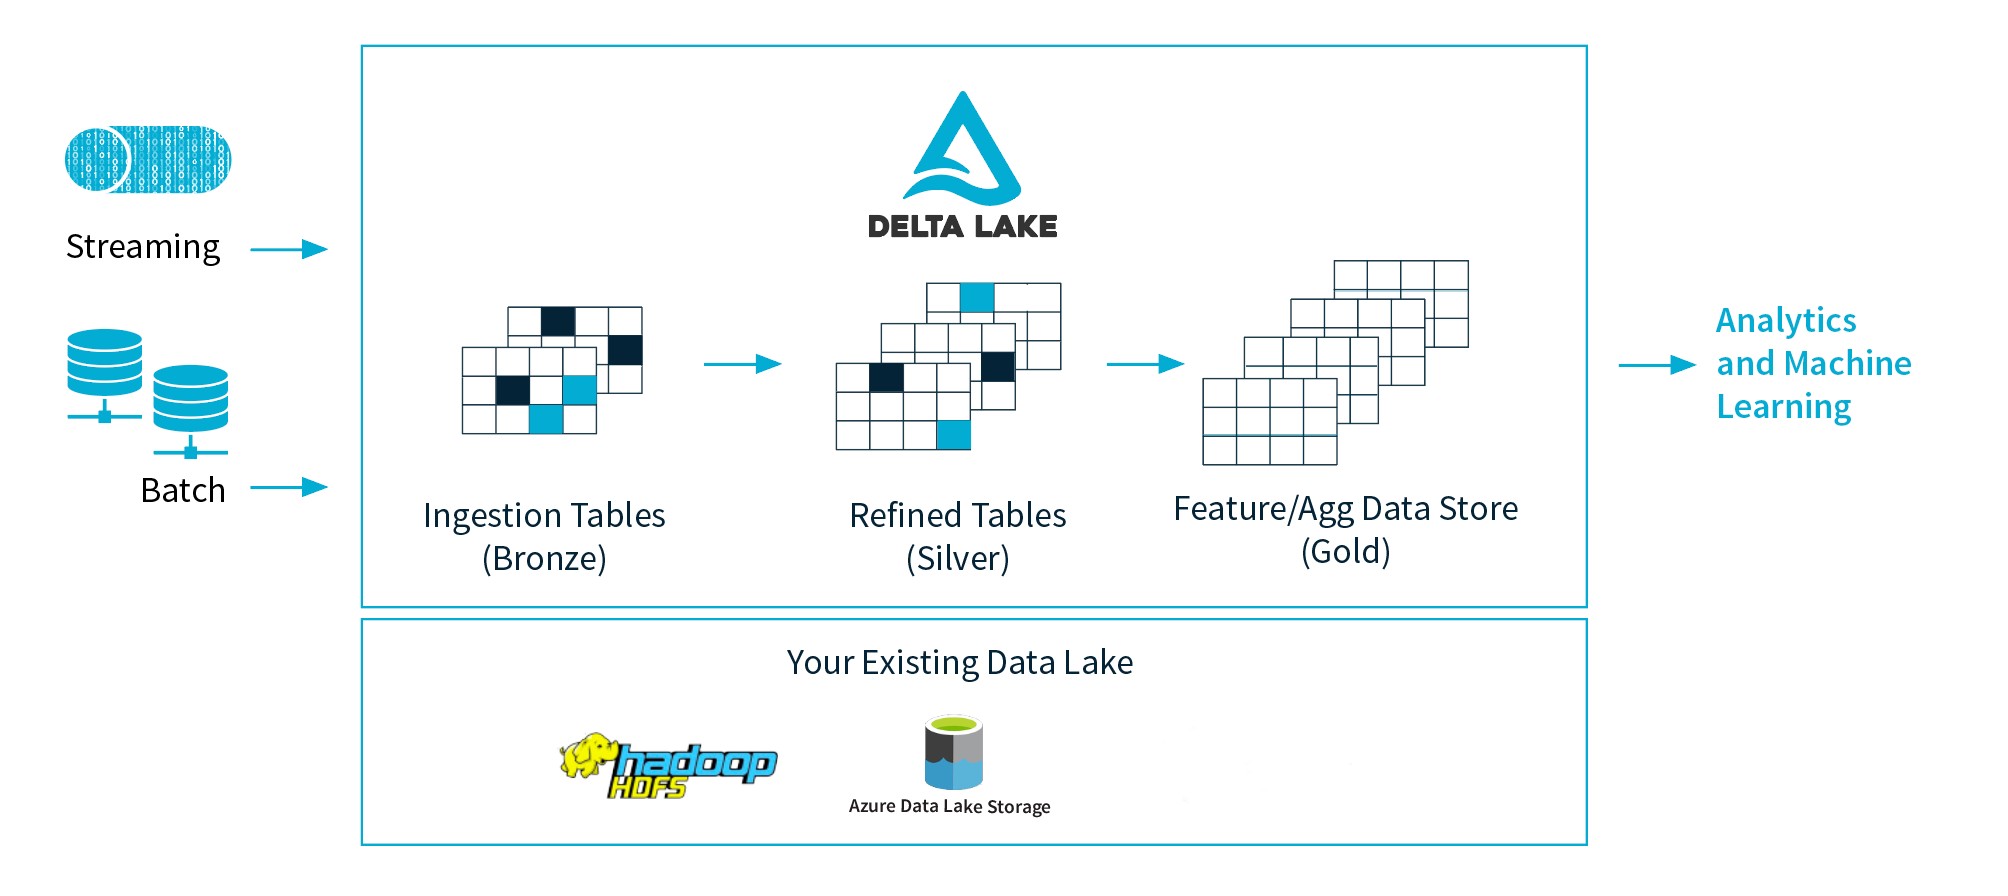 DELTA LAKE
Streaming
Batch
Ingestion Tables
(Bronze)
Refined Tables
(Silver)
Feature/Agg Data Store
(Gold)
Analytics
and Machine
Learning
Your Existing Data Lake
hadoop
HDFS
Azure Data Lake Storage